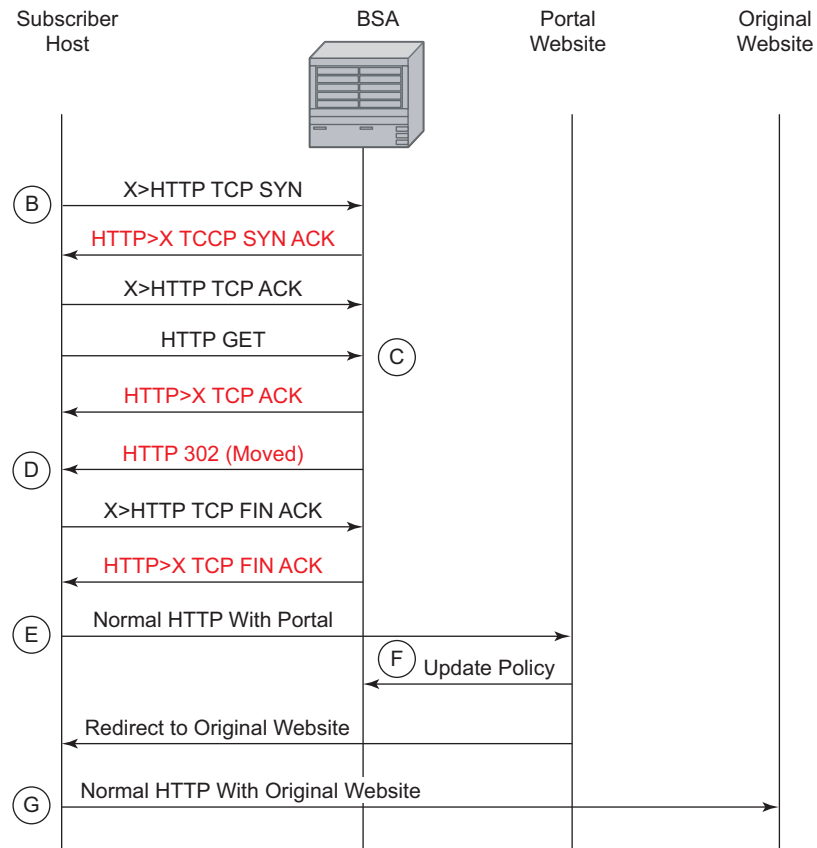 Subscriber
Host
BSA
Portal
Website
Original
Website
B
X>HTTP TCP SYN
HTTP>X TCCP SYN ACK
X>HTTP TCP ACK
HTTP GET
C
HTTP>X TCP ACK
D
HTTP 302 (Moved)
X>HTTP TCP FIN ACK
HTTP>X TCP FIN ACK
E
Normal HTTP With Portal
F
Update Policy
Redirect to Original Website
G
Normal HTTP With Original Website